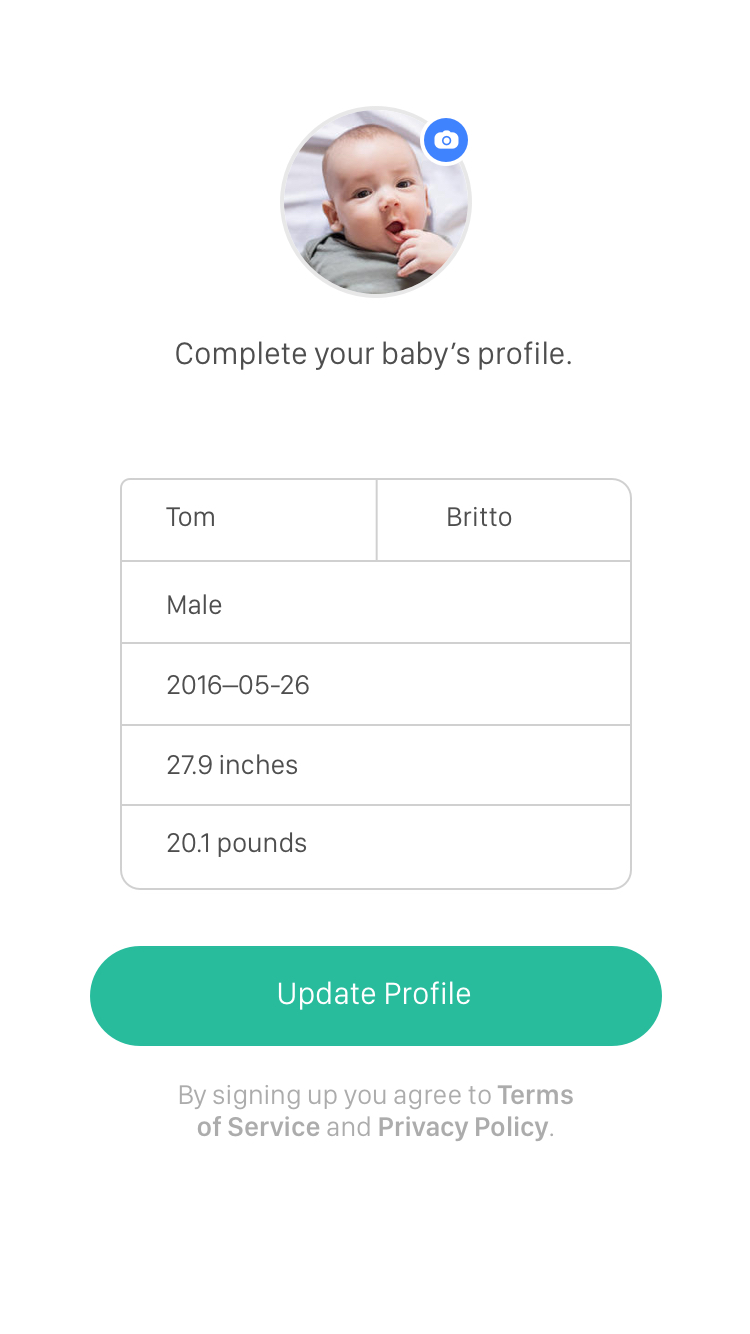 Complete your baby’s profile.
Tom
Britto
Male
2016–05-26
27.9 inches
20.1 pounds
Update Profile
By signing up you agree to Terms
of Service and Privacy Policy.